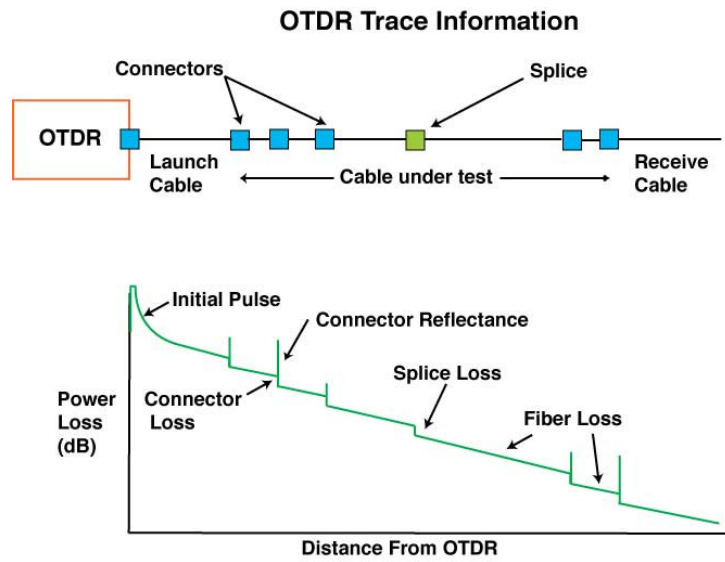 OTDR Trace Information
Connectors
Splice
OTDR
Launch
Cable
Cable under test
Receive
Cable
Initial Pulse
Connector Reflectance
Splice Loss
Connector
Loss
Fiber Loss
Power
Loss
(dB)
Distance From OTDR